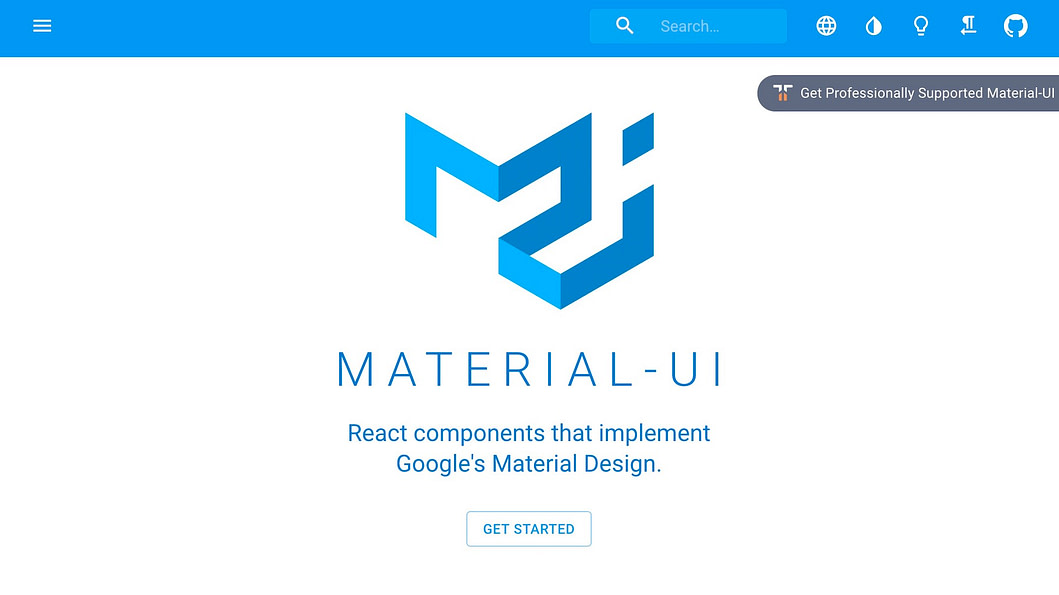 Search…
Get Professionally Supported Material-UI
MATERIAL-UI
React components that implement
Google's Material Design.
GET STARTED